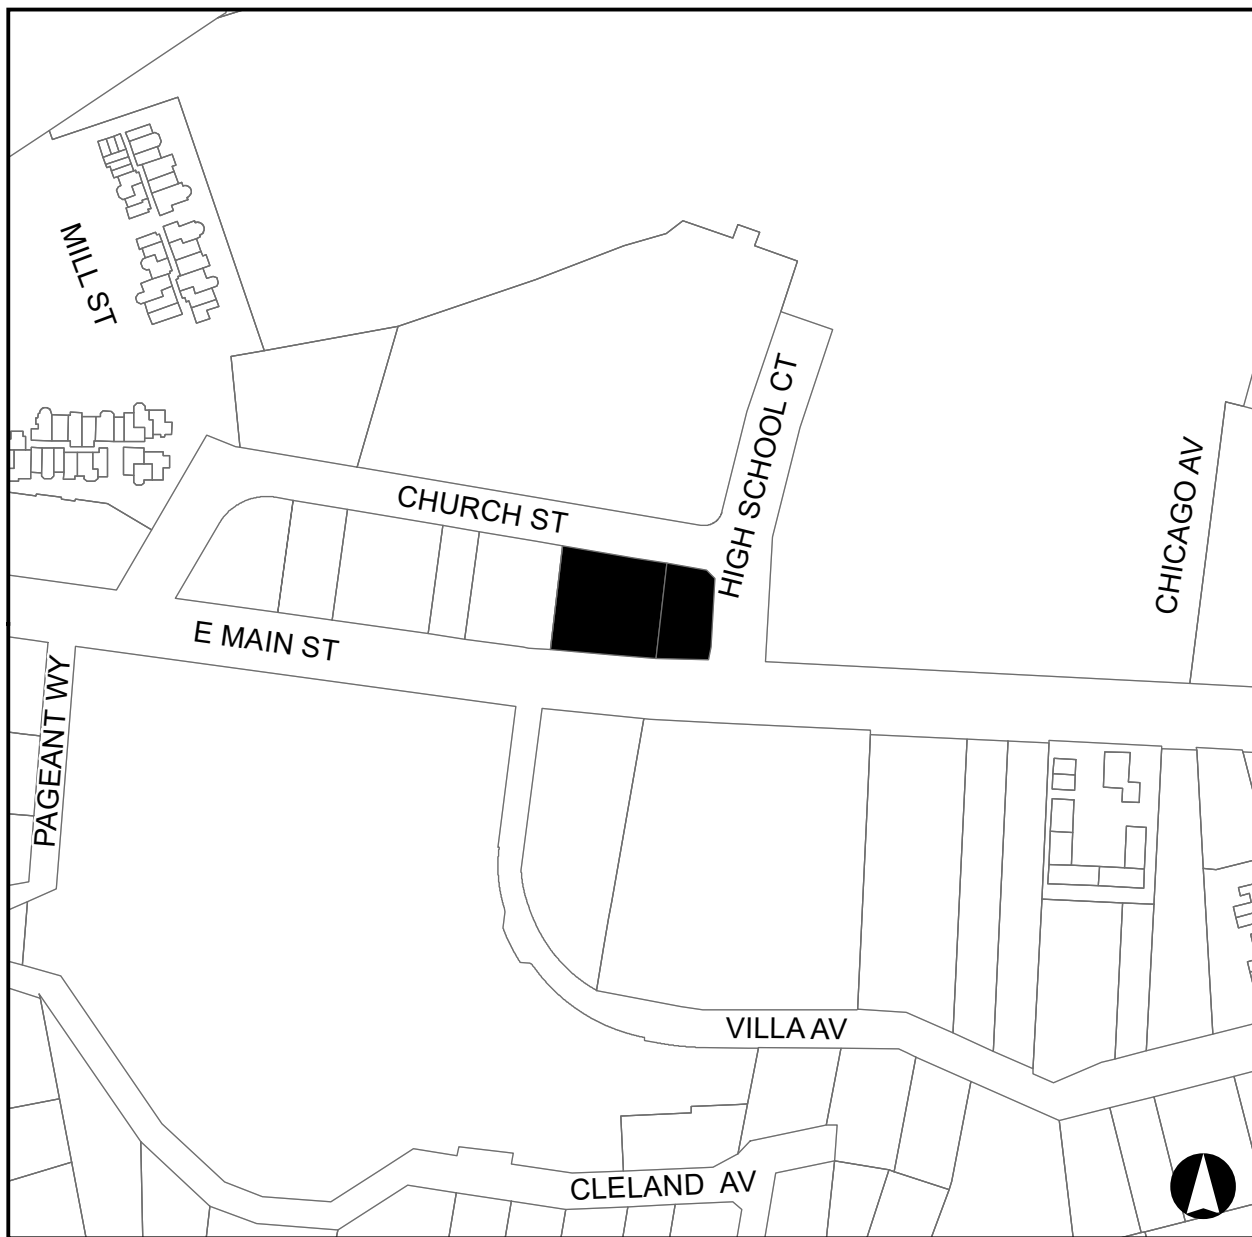 MILL ST
HIGH SCHOOL CT
CHURCH ST
CHICAGO AV
E MAIN ST
PAGEANT WY
VILLA AV
CLELAND AV